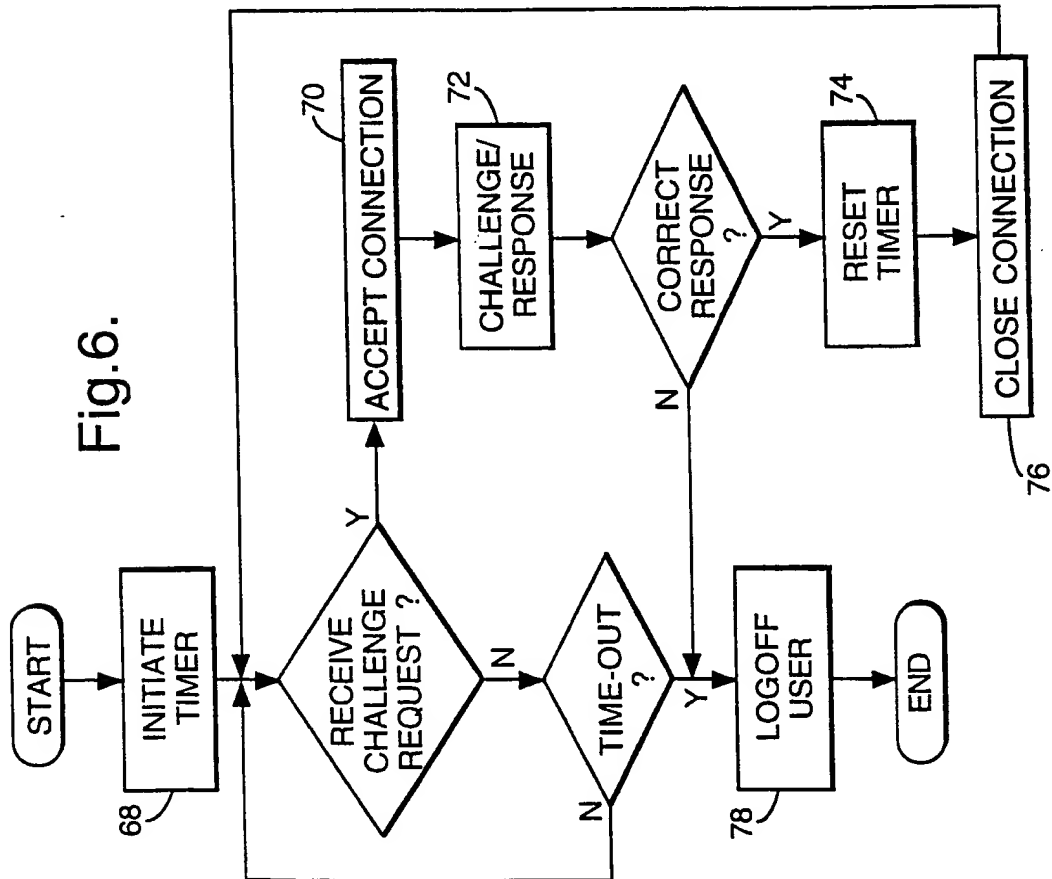 Fig.6.
START
INITIATE
TIMER
68
RECEIVE
CHALLENGE
REQUEST ?
Y
N
TIME-OUT
?
N
Y
LOGOFF
USER
78
END
ACCEPT CONNECTION
70
CHALLENGE/
RESPONSE
72
CORRECT
RESPONSE
?
N
Y
RESET
TIMER
74
CLOSE CONNECTION
76